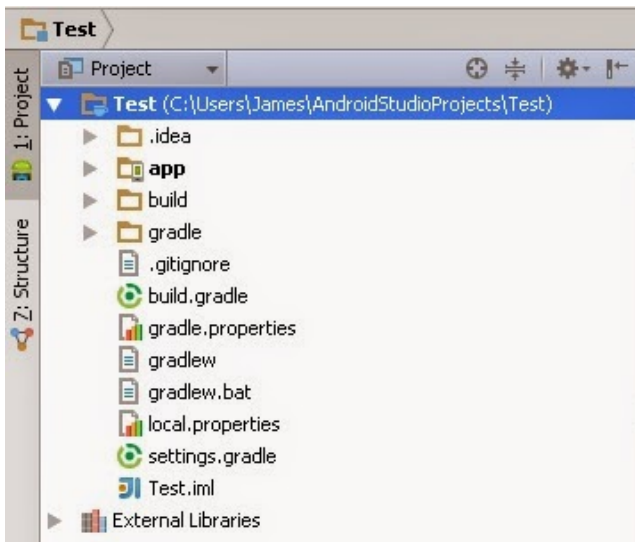 Test
1: Project
Project
Test (C:\Users\James\AndroidStudioProjects\Test)
.idea
app
build
gradle
.gitignore
build.gradle
gradle.properties
gradlew
gradlew.bat
local.properties
settings.gradle
Test.iml
External Libraries
7: Structure